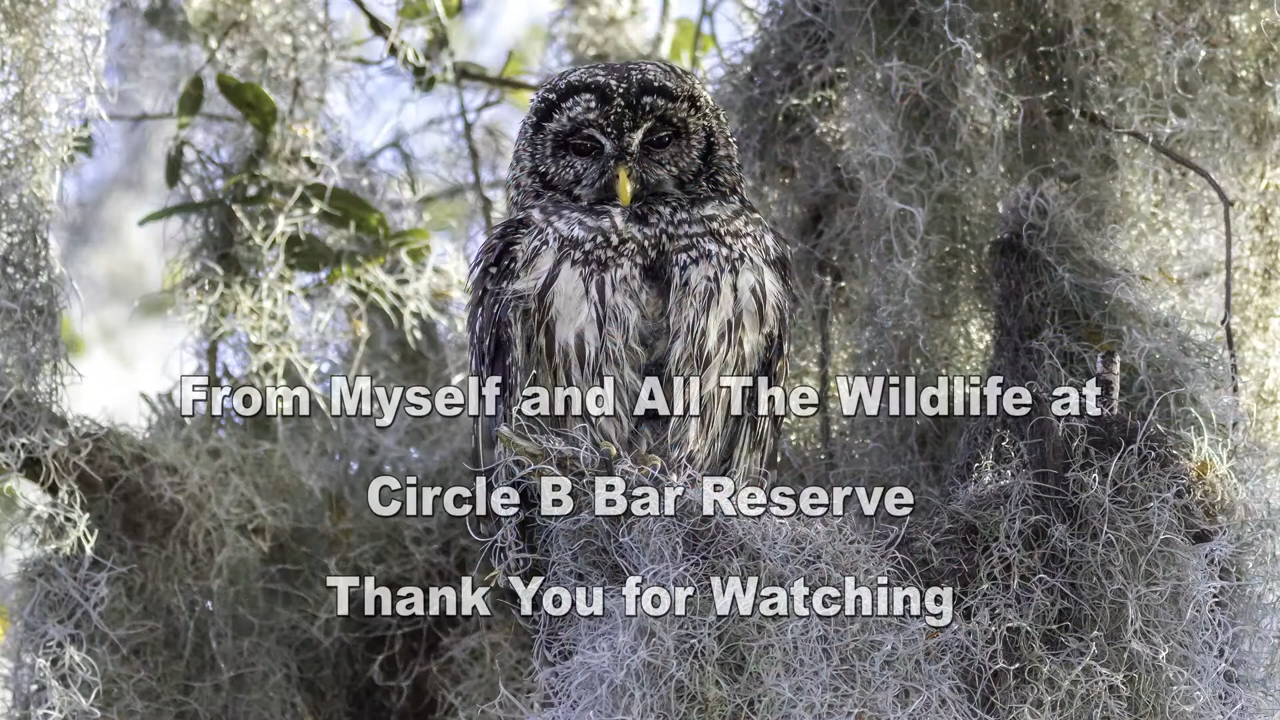 From Myself and All The Wildlife at
Circle B Bar Reserve
Thank You for Watching